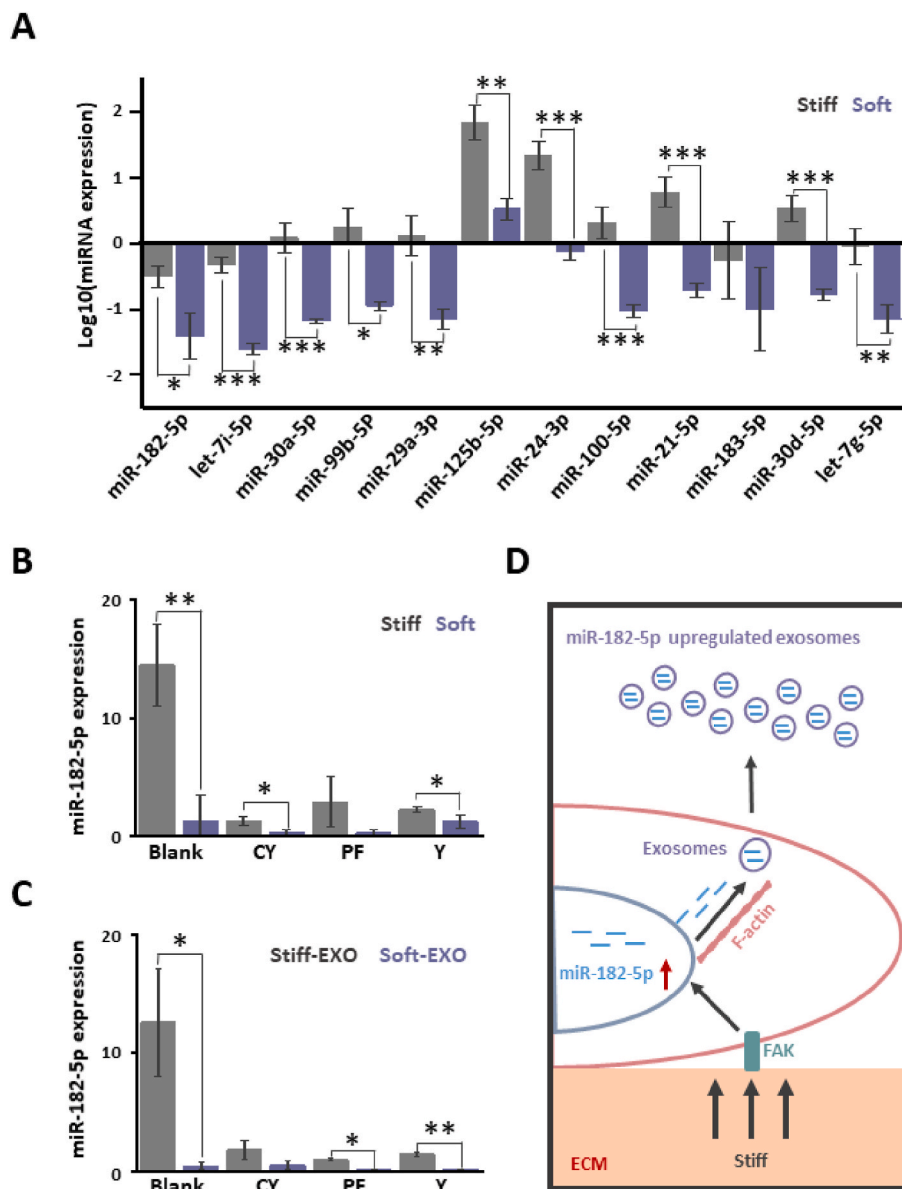 A
Log10(miRNA expression)
2
1
0
-1
-2
Stiff Soft
**
***
***
***
*
***
***
*
**
***
**
miR-182-5p
let-7i-5p
miR-30a-5p
miR-99b-5P
miR-29a-3p
miR-125b-5p
miR-24-3p
miR-100-5p
miR-21-5p
miR-183-5p
miR-30d-5p
let-7g-5p
B
miR-182-5p expression
20
10
0
Stiff Soft
**
*
*
Blank CY PF Y
C
miR-182-5p expression
20
10
0
Stiff-EXO Soft-EXO
*
*
**
Blank CY PF Y
D
miR-182-5p upregulated exosomes
Exosomes
F-actin
miR-182-5p
FAK
Stiff
ECM